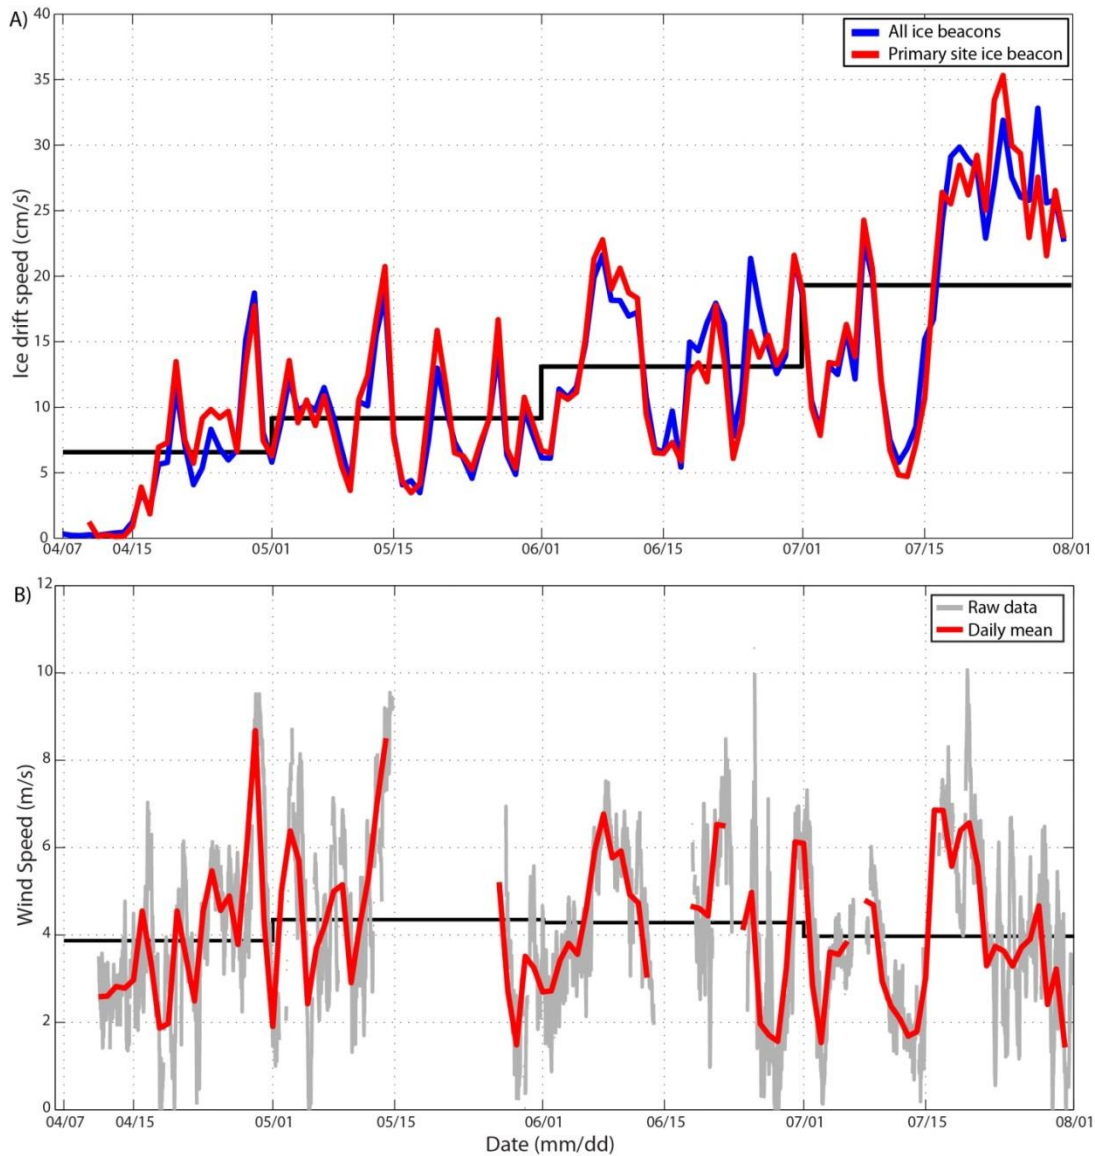 A)
40
35
30
25
20
15
10
5
0
Ice drift speed (cm/s)
All ice beacons
Primary site ice beacon
04/07 04/15 05/01 05/15 06/01 06/15 07/01 07/15 08/01
B)
12
10
8
6
4
2
0
Wind Speed (m/s)
Raw data
Daily mean
04/07 04/15 05/01 05/15 06/01 06/15 07/01 07/15 08/01
Date (mm/dd)